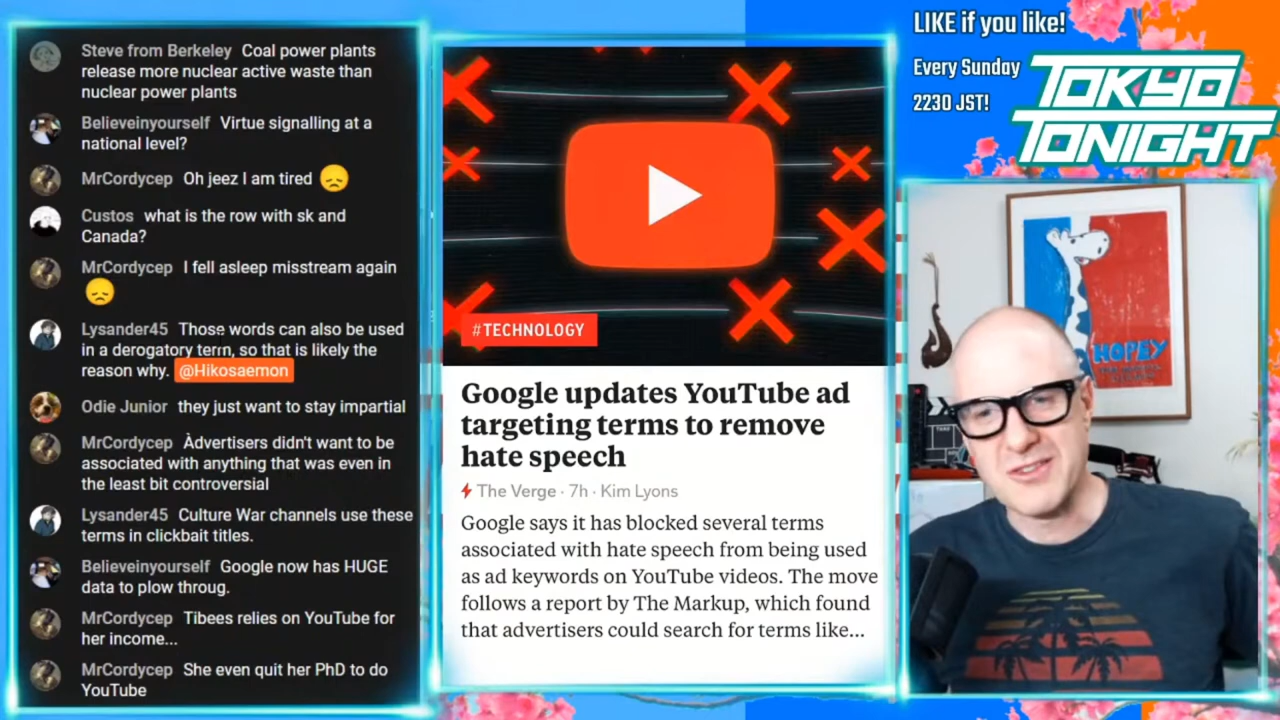 Steve from Berkeley Coal power plants
release more nuclear active waste than
nuclear power plants
Believeinyourself Virtue signalling at a
national level?
MrCordycep Oh jeez I am tired 😞
Custos what is the row with sk and
Canada?
MrCordycep I fell asleep misstream again
😞
Lysander45 Those words can also be used
in a derogatory term, so that is likely the
reason why. @Hikosaemon
Odie Junior they just want to stay impartial
MrCordycep Àdvertisers didn't want to be
associated with anything that was even in
the least bit controversial
Lysander45 Culture War channels use these
terms in clickbait titles.
Believeinyourself Google now has HUGE
data to plow throug.
MrCordycep Tibees relies on YouTube for
her income...
MrCordycep She even quit her PhD to do
YouTube
#TECHNOLOGY
Google updates YouTube ad
targeting terms to remove
hate speech
The Verge · 7h · Kim Lyons
Google says it has blocked several terms
associated with hate speech from being used
as ad keywords on YouTube videos. The move
follows a report by The Markup, which found
that advertisers could search for terms like...
LIKE if you like!
Every Sunday
2230 JST!
TOKYO
TONIGHT
HOPEY